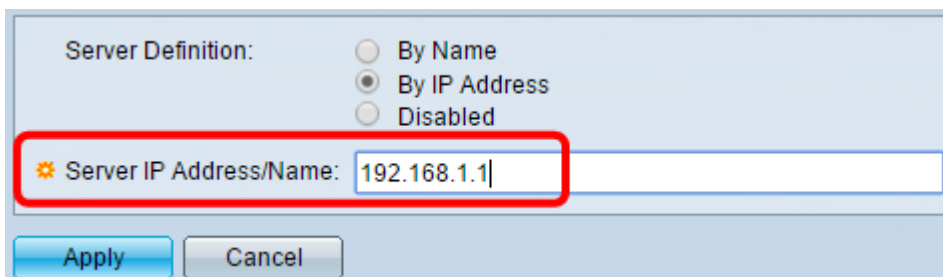 Server Definition: By Name
By IP Address
Disabled
Server IP Address/Name: 192.168.1.1
Apply Cancel